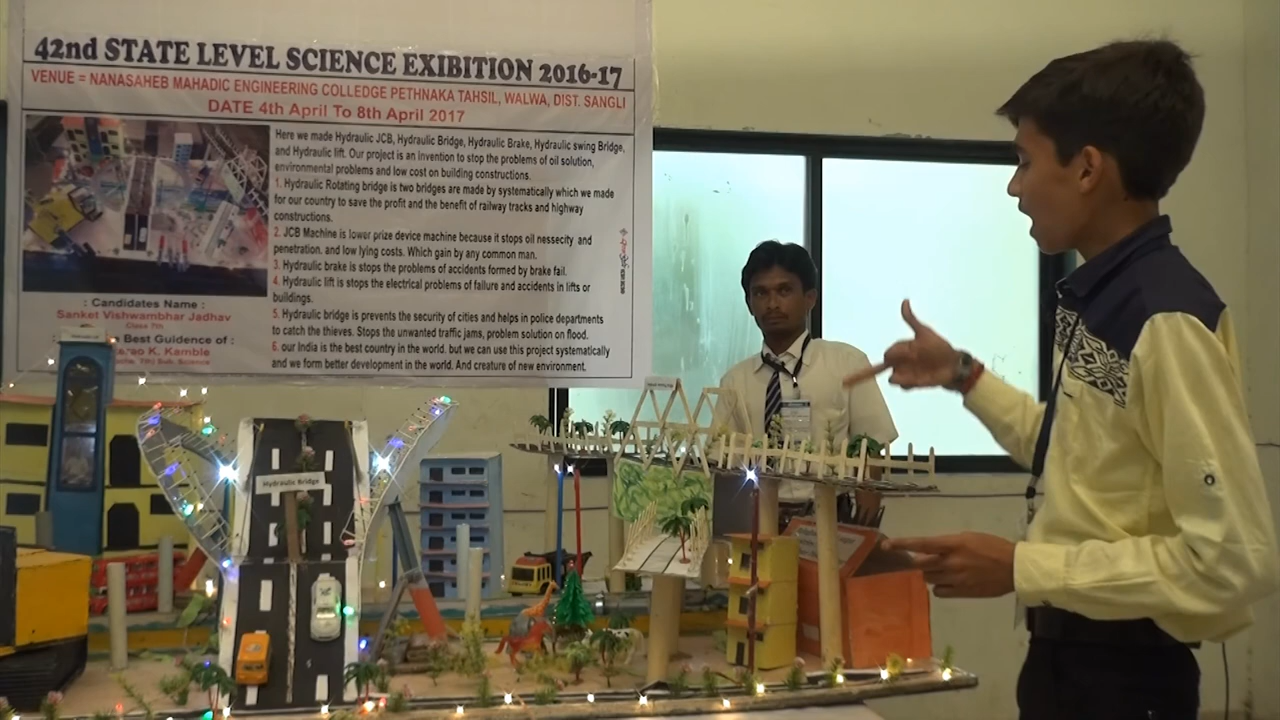 42nd STATE LEVEL SCIENCE EXIBITION 2016-17
VENUE = NANASAHEB MAHADIC ENGINEERING COLLEDGE PETHNAKA TAHSIL, WALWA, DIST. SANGLI
DATE 4th April To 8th April 2017
Here we made Hydraulic JCB, Hydraulic Bridge, Hydraulic Brake, Hydraulic swing Bridge,
and Hydraulic lift. Our project is an invention to stop the problems of oil solution,
environmental problems and low cost on building constructions.
1. Hydraulic Rotating bridge is two bridges are made by systematically which we made
for our country to save the profit and the benefit of railway tracks and highway
constructions.
2. JCB Machine is lower prize device machine because it stops oil nessecity and
penetration. and low lying costs. Which gain by any common man.
3. Hydraulic brake is stops the problems of accidents formed by brake fail.
4. Hydraulic lift is stops the electrical problems of failure and accidents in lifts or
buildings.
5. Hydraulic bridge is prevents the security of cities and helps in police departments
to catch the thieves. Stops the unwanted traffic jams, problem solution on flood.
6. our India is the best country in the world. but we can use this project systematically
and we form better development in the world. And creature of new environment.
: Candidates Name :
Sanket Vishwambhar Jadhav
Class 7th
Best Guidence of :
K. Kamble
Hydraulic Bridge